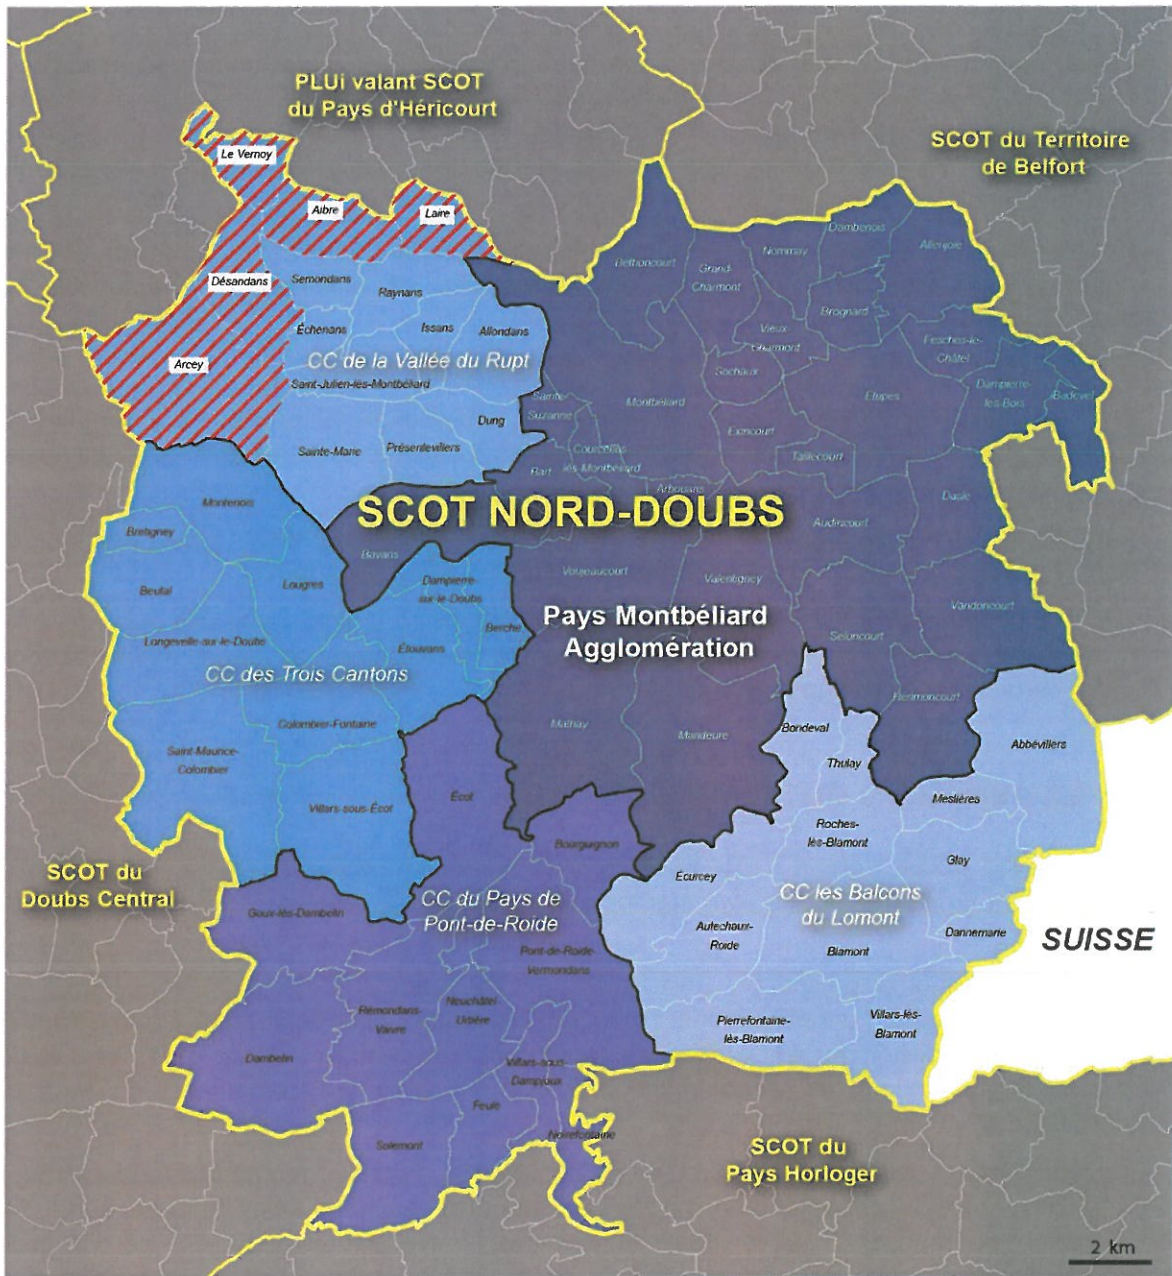 PLUi valant SCOT
du Pays d'Héricourt
SCOT du Territoire
de Belfort
Le Vernoy
Aibre
Laire
Désandans
Arcey
Semondans
Raynans
Échenans
Issans
Allondans
CC de la Vallée du Rupt
Saint-Julien-lès-Montbéliard
Dung
Sainte-Marie
Présentevillers
Bethoncourt
Grand-
Charmont
Nommay
Dambenois
Allenjoie
Brognard
Vieux-
Charmont
Fesches-le-
Châtel
Sochaux
Dampierre-
les-Bois
Badevel
Sainte-
Suzanne
Montbéliard
Etupes
Exincourt
Taillecourt
Courcelles-
lès-Montbéliard
Bart
Arbouans
Dasle
Audincourt
SCOT NORD-DOUBS
Bavans
Voujeaucourt
Valentigney
Vandoncourt
Seloncourt
Pays Montbéliard
Agglomération
Hérimoncourt
Mathay
Mandeure
Montenois
Bretigney
Beutal
Lougres
Dampierre-
sur-le-Doubs
Berche
Longevelle-sur-le-Doubs
Étouvans
CC des Trois Cantons
Colombier-Fontaine
Saint-Maurice-
Colombier
Villars-sous-Écot
Bondeval
Thulay
Abbévillers
Meslières
Roches-
lès-Blamont
Glay
Écurcey
CC les Balcons
du Lomont
Autechaux-
Roide
Blamont
Dannemarie
Pierrefontaine-
lès-Blamont
Villars-lès-
Blamont
SUISSE
Écot
Bourguignon
SCOT du
Doubs Central
CC du Pays de
Pont-de-Roide
Goux-lès-Dambelin
Pont-de-Roide-
Vermondans
Rémondans-
Vaivre
Neuchâtel-
Urtière
Dambelin
Villars-sous-
Dampjoux
Feule
Solemont
Noirefontaine
SCOT du
Pays Horloger
2 km